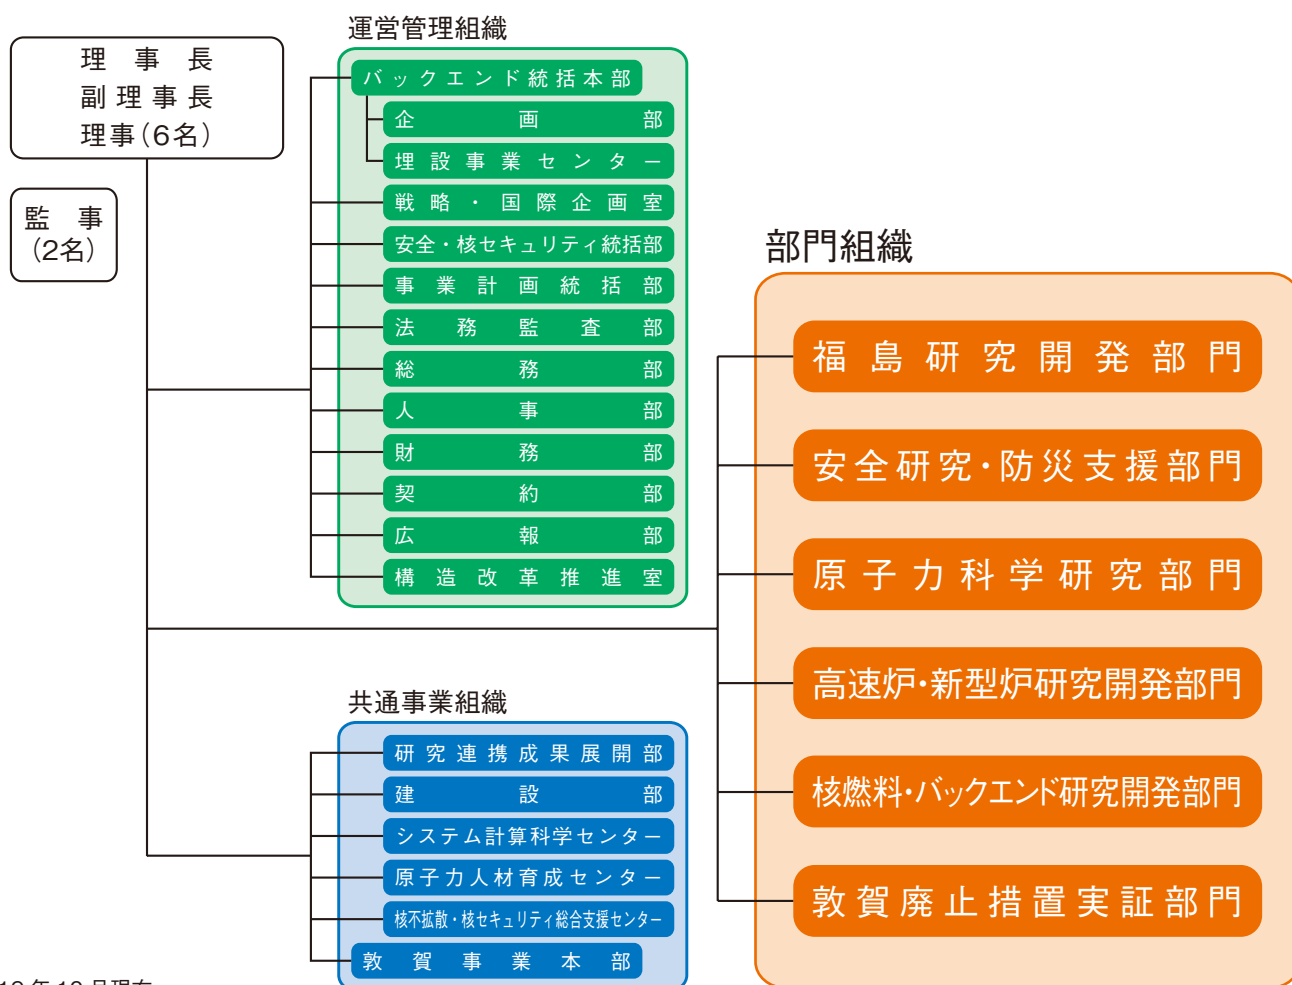 理事長
副理事長
理事(6名)
監事
(2名)
運営管理組織
バックエンド統括本部
企画部
埋設事業センター
戦略・国際企画室
安全・核セキュリティ統括部
事業計画統括部
法務監査部
総務部
人事部
財務部
契約部
広報部
構造改革推進室
共通事業組織
研究連携成果展開部
建設部
システム計算科学センター
原子力人材育成センター
核不拡散・核セキュリティ総合支援センター
敦賀事業本部
部門組織
福島研究開発部門
安全研究・防災支援部門
原子力科学研究部門
高速炉・新型炉研究開発部門
核燃料・バックエンド研究開発部門
敦賀廃止措置実証部門